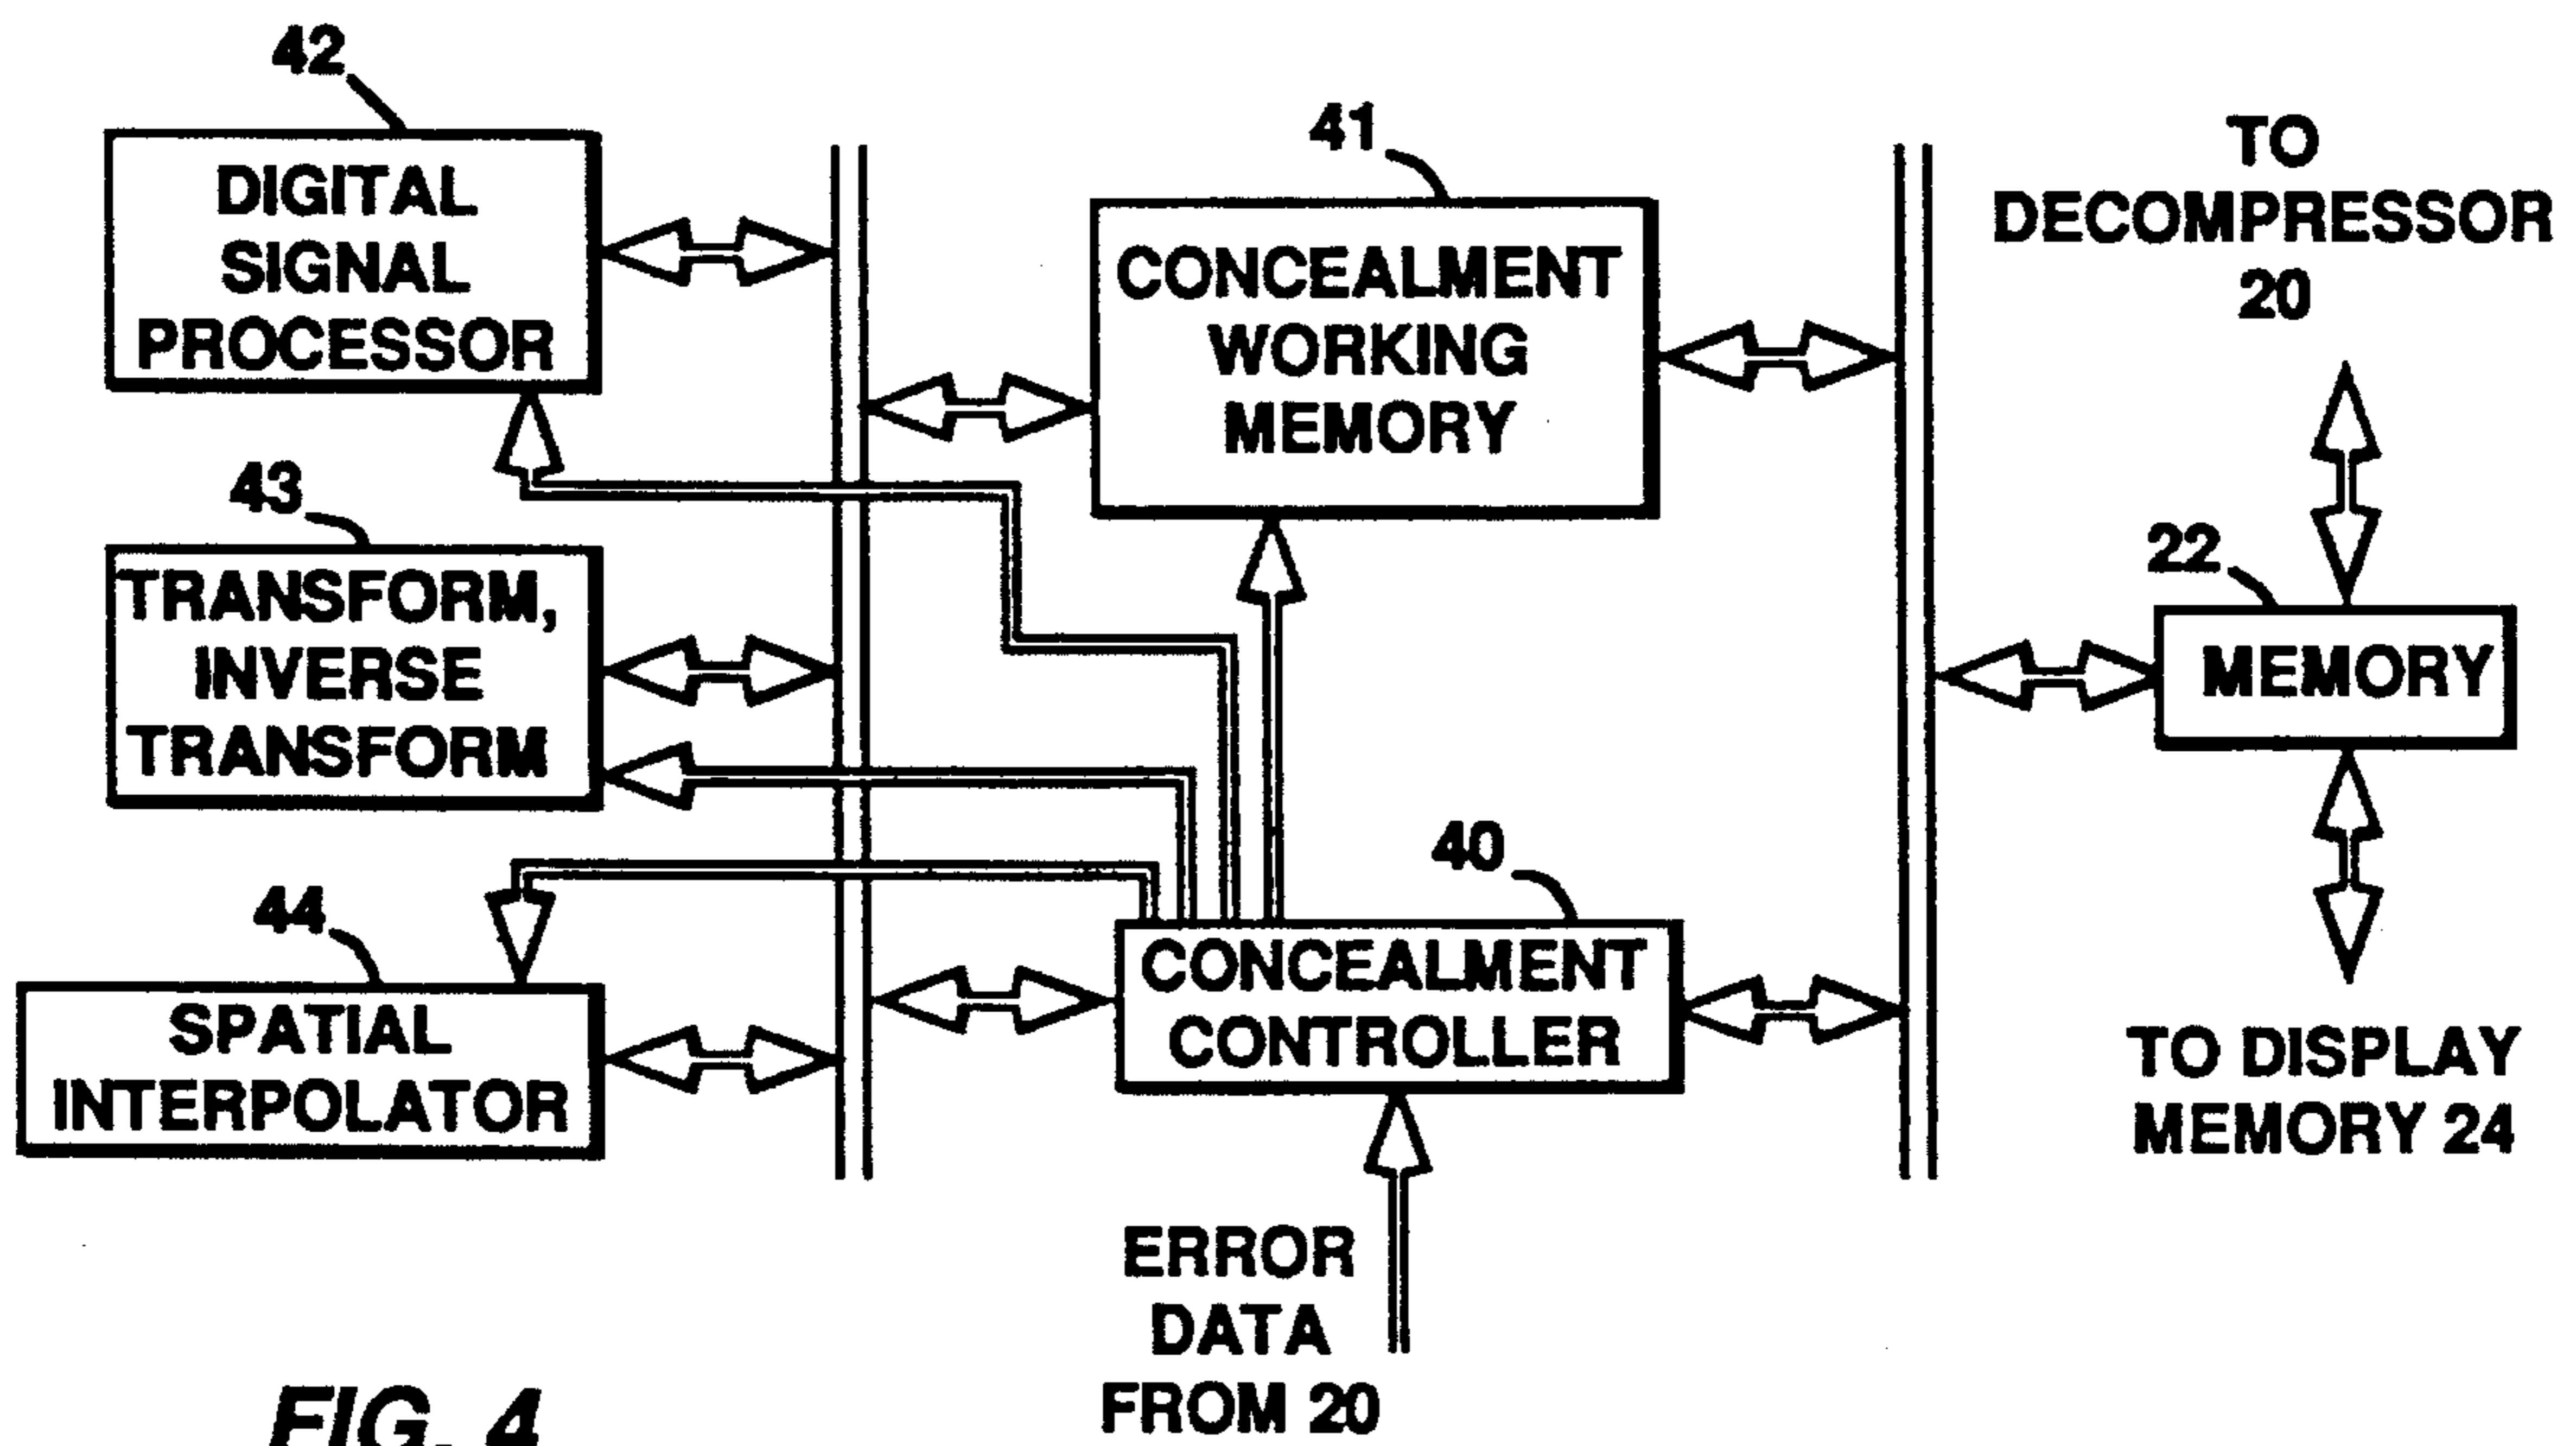 42
DIGITAL
SIGNAL
PROCESSOR
41
CONCEALMENT
WORKING
MEMORY
TO
DECOMPRESSOR
20
43
TRANSFORM,
INVERSE
TRANSFORM
22
MEMORY
44
SPATIAL
INTERPOLATOR
40
CONCEALMENT
CONTROLLER
TO DISPLAY
MEMORY 24
ERROR
DATA
FROM 20
FIG. 4